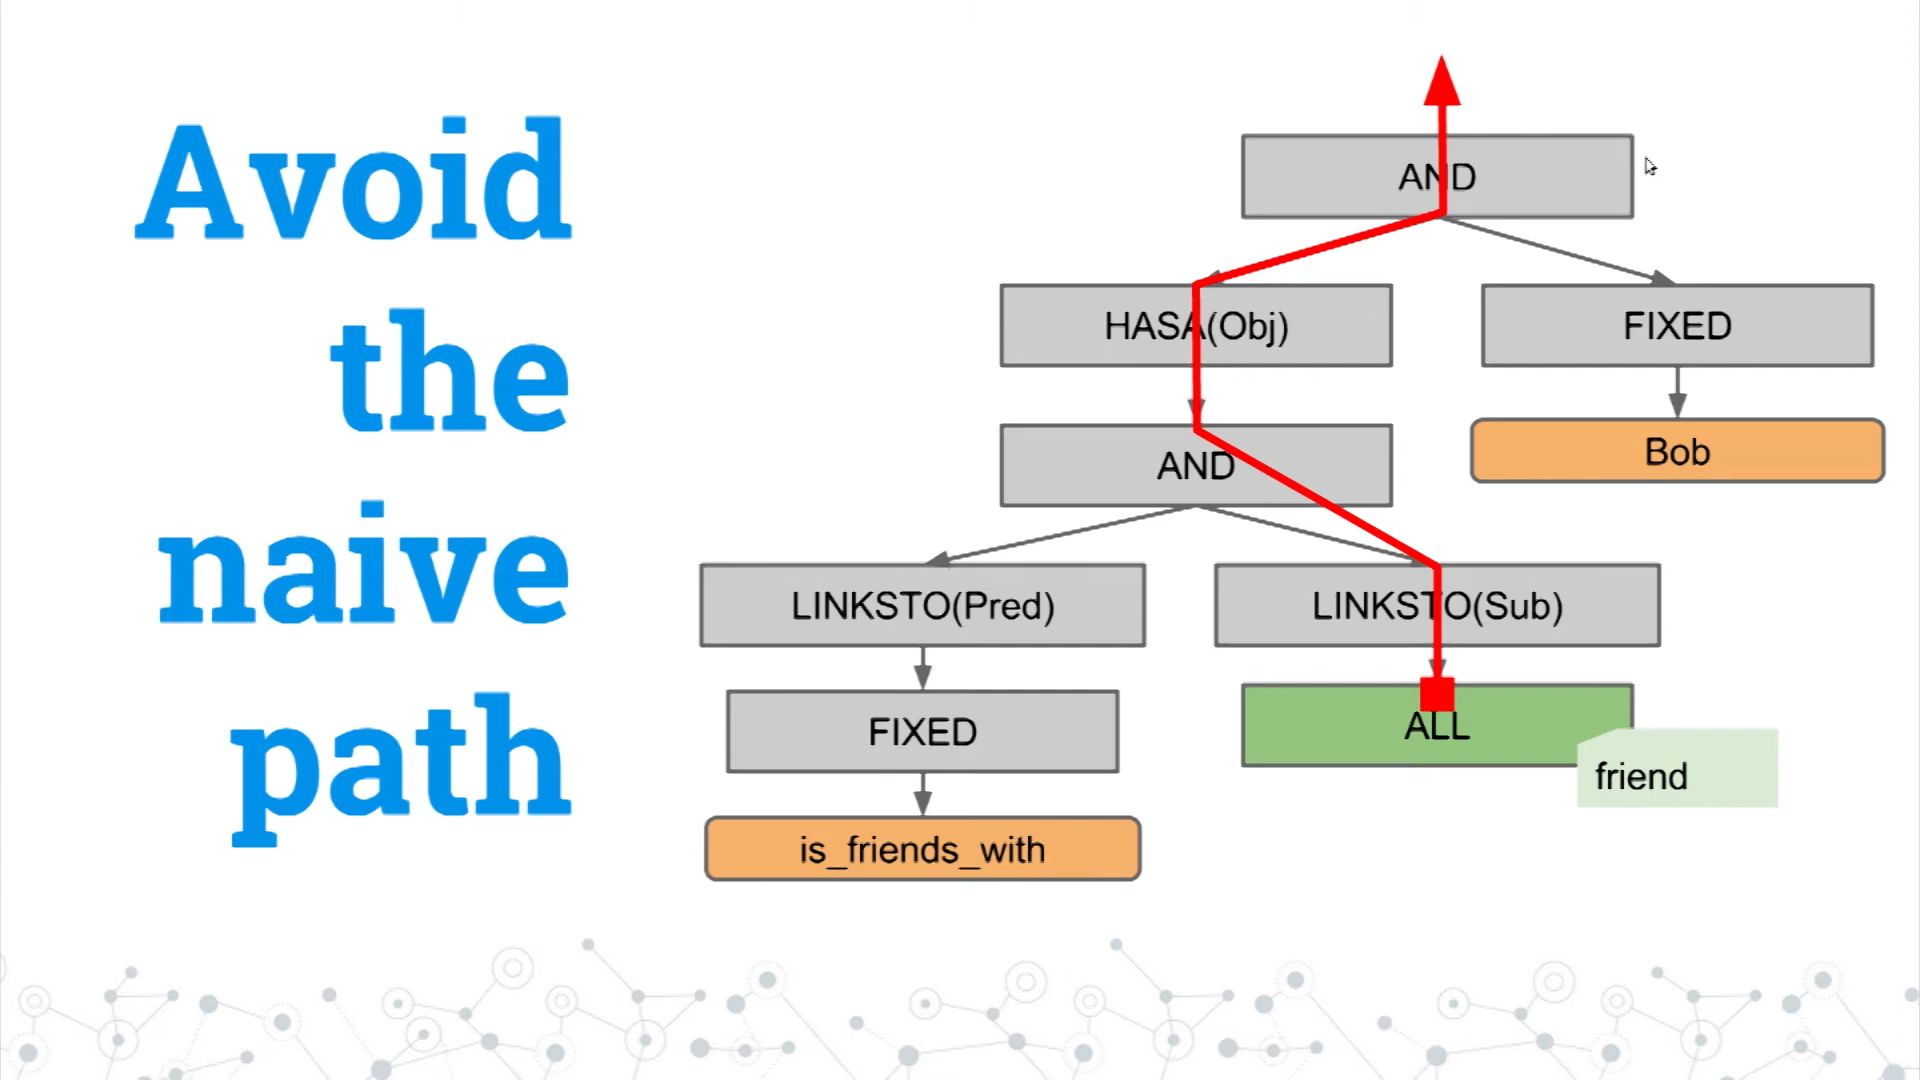 Avoid
the
naive
path
AND
HASA(Obj)
FIXED
AND
Bob
LINKSTO(Pred)
LINKSTO(Sub)
FIXED
ALL
friend
is_friends_with